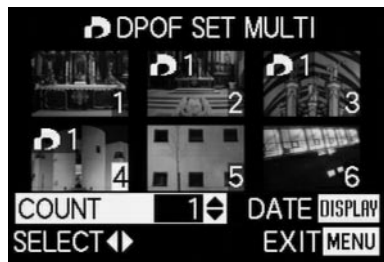 DPOF SET MULTI
1
1 2
1 3
1 4
5
6
COUNT 1 DATE DISPLAY
SELECT EXIT MENU